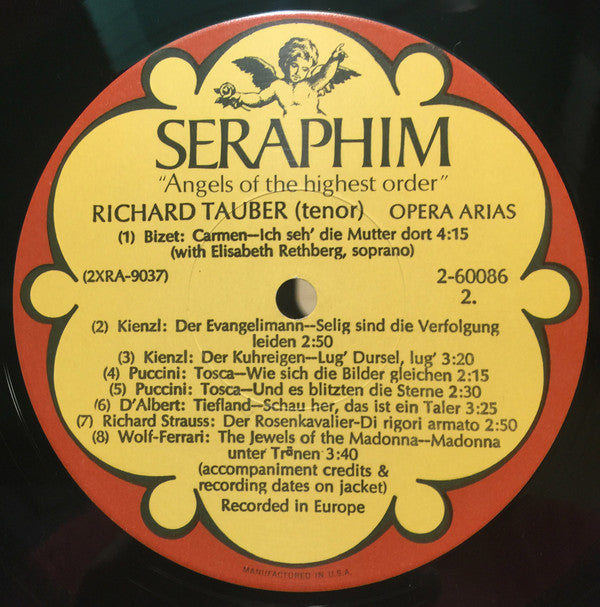 SERAPHIM
"Angels of the highest order"
RICHARD TAUBER (tenor) OPERA ARIAS
(1) Bizet: Carmen—Ich seh' die Mutter dort 4:15
(with Elisabeth Rethberg, soprano)
(2XRA-9037) 2-60086
2.
(2) Kienzl: Der Evangelimann--Selig sind die Verfolgung
leiden 2:50
(3) Kienzl: Der Kuhreigen—Lug' Dursel, lug' 3:20
(4) Puccini: Tosca—Wie sich die Bilder gleichen 2:15
(5) Puccini: Tosca—Und es blitzten die Sterne 2:30
(6) D'Albert: Tiefland—Schau her, das ist ein Taler 3:25
(7) Richard Strauss: Der Rosenkavalier-Di rigori armato 2:50
(8) Wolf-Ferrari: The Jewels of the Madonna—Madonna
unter Tränen 3:40
(accompaniment credits &
recording dates on jacket)
Recorded in Europe
MANUFACTURED IN U.S.A.